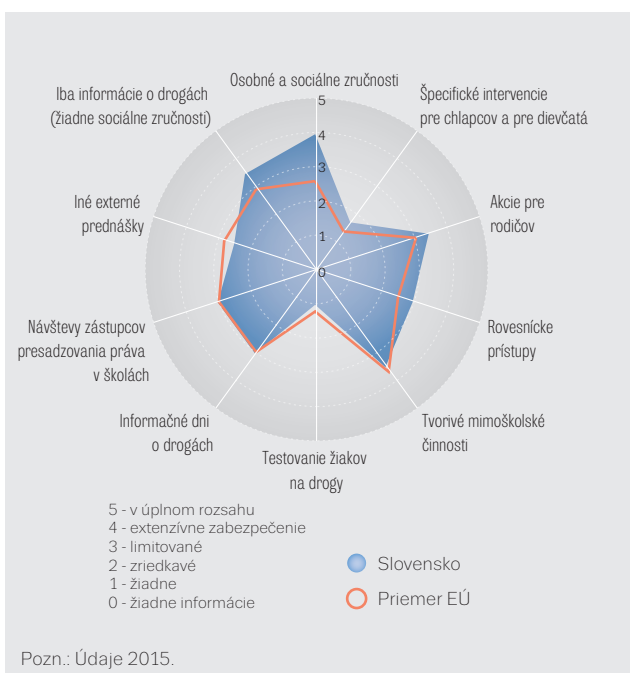 Osobné a sociálne zručnosti
Iba informácie o drogách
(žiadne sociálne zručnosti)
Špecifické intervencie
pre chlapcov a pre dievčatá
5
4
3
2
1
0
Iné externé
prednášky
Akcie pre
rodičov
Návštevy zástupcov
presadzovania práva
v školách
Rovesnícke
prístupy
Informačné dni
o drogách
Tvorivé mimoškolské
činnosti
Testovanie žiakov
na drogy
5 - v úplnom rozsahu
4 - extenzívne zabezpečenie
3 - limitované
2 - zriedkavé
1 - žiadne
0 - žiadne informácie
Slovensko
Priemer EÚ
Pozn.: Údaje 2015.